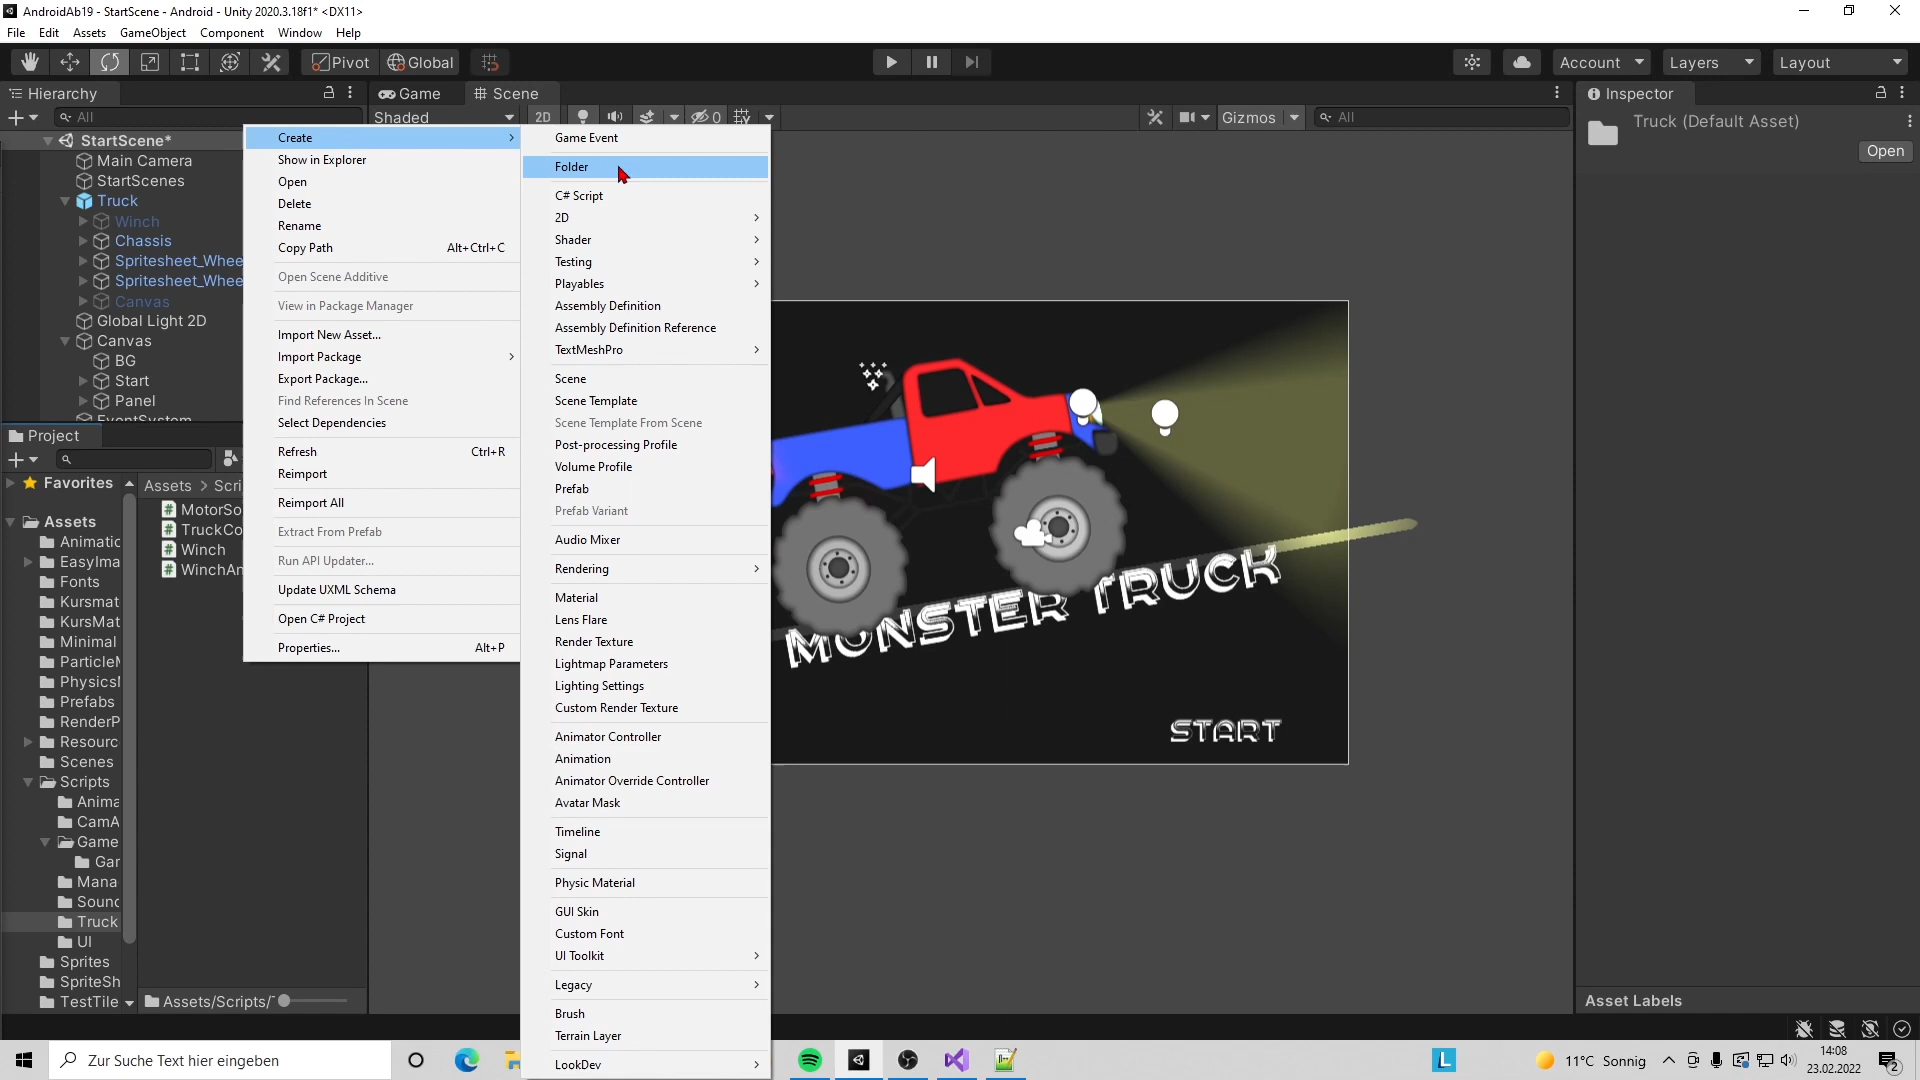 AndroidAb19 - StartScene - Android - Unity 2020.3.18f1* <DX11>
File Edit Assets GameObject Component Window Help
Pivot Global Account Layers Layout
Hierarchy Game Scene Inspector
All Shaded 2D 0 Gizmos All
Truck (Default Asset)
Open
StartScene*
Main Camera
StartScenes
Truck
Winch
Chassis
Spritesheet_Whee
Spritesheet_Whee
Canvas
Global Light 2D
Canvas
BG
Start
Panel
EventSystem
Project
Favorites
Assets
Animatic
EasyIma
Fonts
Kursmat
KursMat
Minimal
ParticleM
Prefabs
RenderP
Resourc
Scenes
Scripts
Anima
CamA
Game
Gar
Mana
Sounc
Truck
UI
Sprites
SpriteSh
TestTile
Assets > Scri
MotorSo
TruckCo
Winch
WinchAn
Assets/Scripts/
Create
Show in Explorer
Open
Delete
Rename
Copy Path Alt+Ctrl+C
Open Scene Additive
View in Package Manager
Import New Asset...
Import Package
Export Package...
Find References In Scene
Select Dependencies
Refresh Ctrl+R
Reimport
Reimport All
Extract From Prefab
Run API Updater...
Update UXML Schema
Open C# Project
Properties... Alt+P
Game Event
Folder
C# Script
2D
Shader
Testing
Playables
Assembly Definition
Assembly Definition Reference
TextMeshPro
Scene
Scene Template
Scene Template From Scene
Post-processing Profile
Volume Profile
Prefab
Prefab Variant
Audio Mixer
Rendering
Material
Lens Flare
Render Texture
Lightmap Parameters
Lighting Settings
Custom Render Texture
Animator Controller
Animation
Animator Override Controller
Avatar Mask
Timeline
Signal
Physic Material
GUI Skin
Custom Font
UI Toolkit
Legacy
Brush
Terrain Layer
LookDev
MONSTER TRUCK
START
Asset Labels
Zur Suche Text hier eingeben
L
11°C Sonnig
14:08
23.02.2022
2